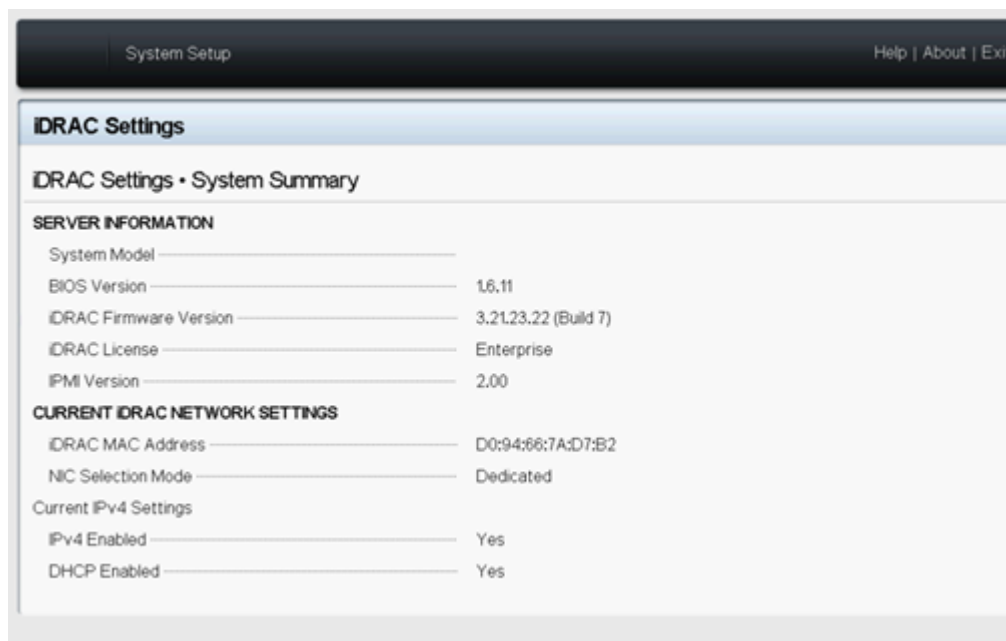 System Setup
Help | About | Exi
iDRAC Settings
iDRAC Settings • System Summary
SERVER INFORMATION
System Model
BIOS Version 1.6.11
iDRAC Firmware Version 3.21.23.22 (Build 7)
iDRAC License Enterprise
IPMI Version 2.00
CURRENT iDRAC NETWORK SETTINGS
iDRAC MAC Address D0:94:66:7A:D7:B2
NIC Selection Mode Dedicated
Current IPv4 Settings
IPv4 Enabled Yes
DHCP Enabled Yes